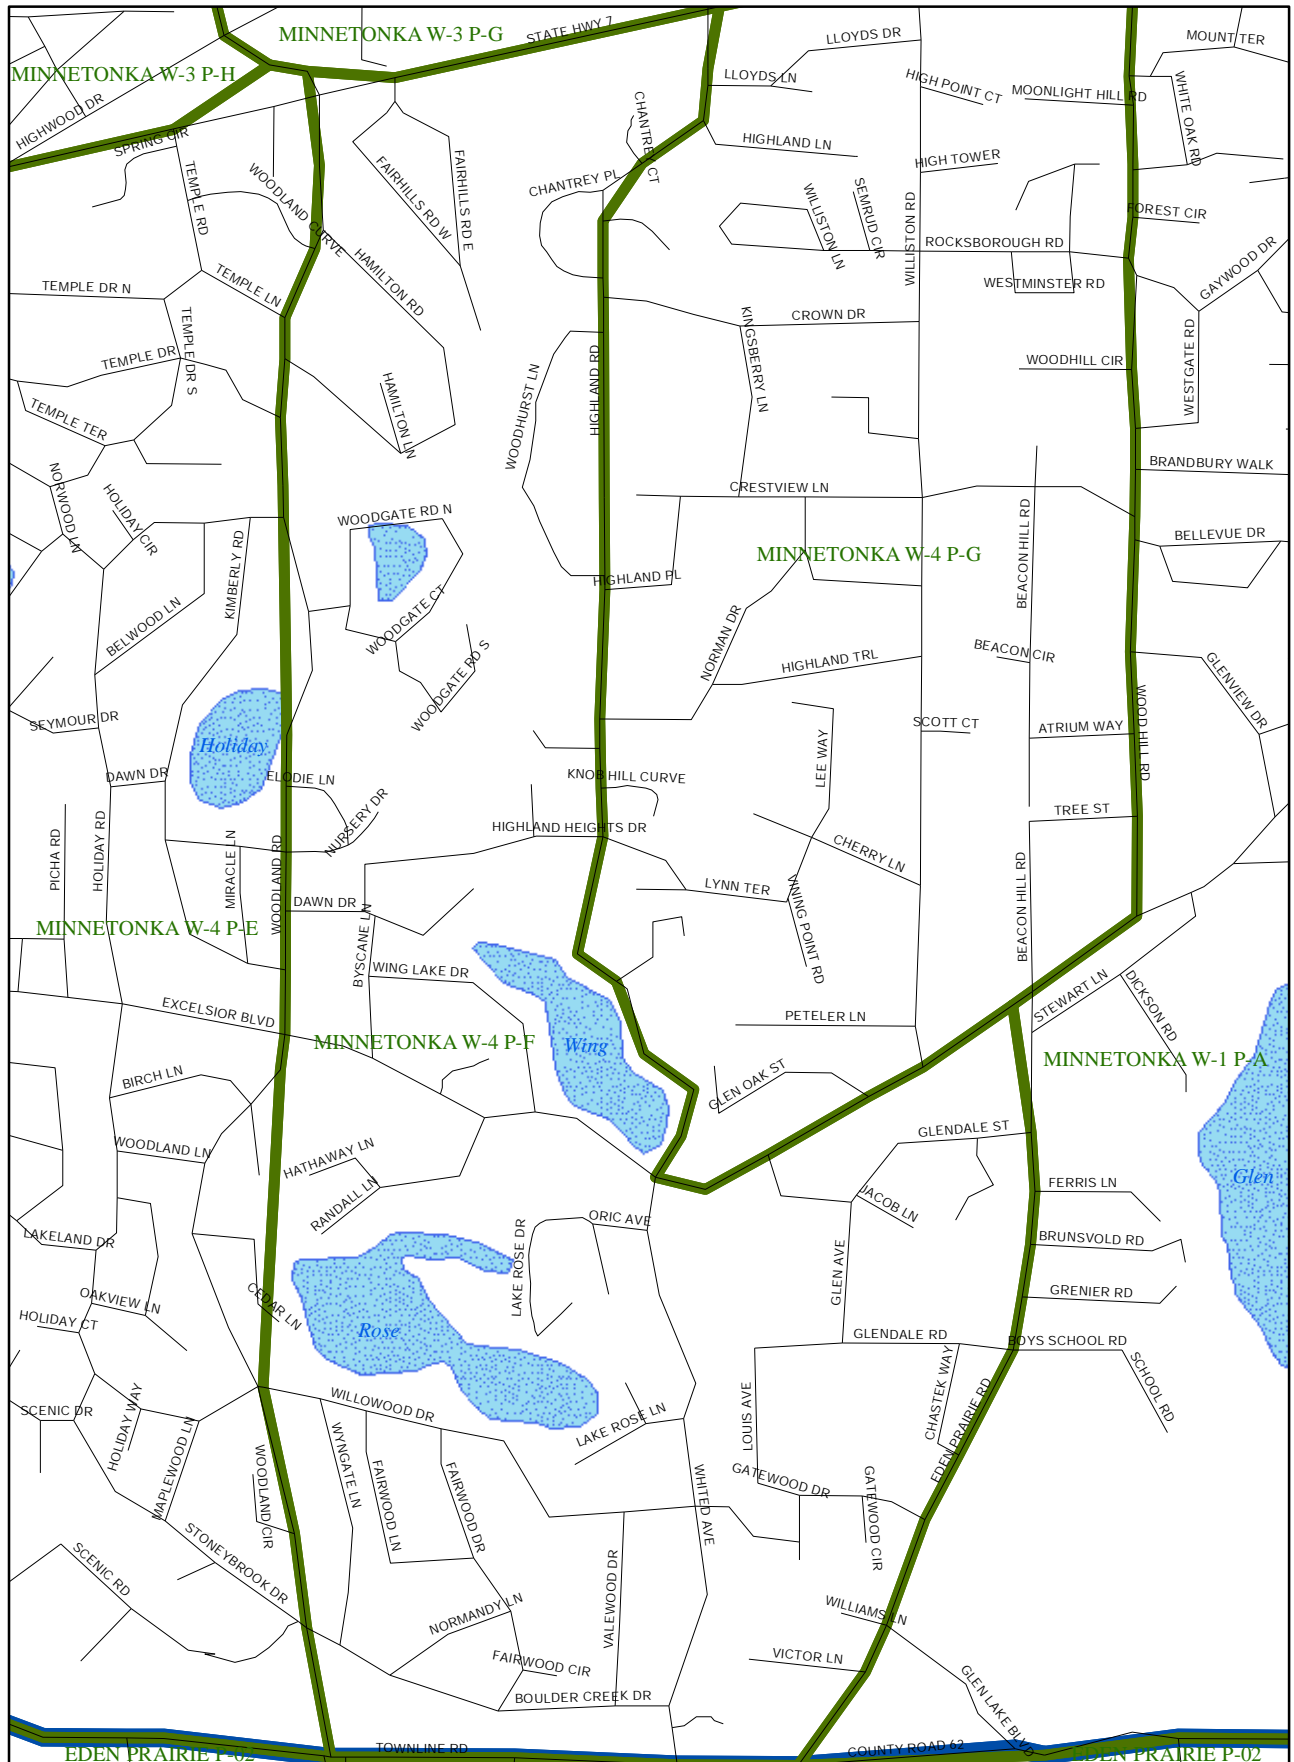 MINNETONKA W-3 P-G
STATE HWY 7
LLOYDS DR
MOUNT TER
MINNETONKA W-3 P-H
LLOYDS LN
HIGH POINT CT
MOONLIGHT HILL RD
WHITE OAK RD
HIGHWOOD DR
SPRING CIR
CHANTREY CT
HIGHLAND LN
HIGH TOWER
TEMPLE RD
WOODLAND CURVE
FAIRHILLS RD W
FAIRHILLS RD E
CHANTREY PL
WILLISTON LN
SEMRUD CIR
WILLISTON RD
FOREST CIR
ROCKSBOROUGH RD
GAYWOOD DR
WESTMINSTER RD
TEMPLE DR N
TEMPLE LN
HAMILTON RD
TEMPLE DR S
CROWN DR
KINGSBERRY LN
WESTGATE RD
TEMPLE DR
WOODHILL CIR
HIGHLAND RD
HAMILTON LN
WOODHURST LN
TEMPLE TER
BRANDBURY WALK
NORWOOD LN
HOLIDAY CIR
CRESTVIEW LN
WOODGATE RD N
BEACON HILL RD
BELLEVUE DR
KIMBERLY RD
MINNETONKA W-4 P-G
HIGHLAND PL
BELWOOD LN
WOODGATE CT
NORMAN DR
WOODGATE RD S
HIGHLAND TRL
BEACON CIR
GLENVIEW DR
SEYMOUR DR
SCOTT CT
ATRIUM WAY
WOOD HILL RD
Holiday
LEE WAY
DAWN DR
ELODIE LN
KNOB HILL CURVE
NURSERY DR
TREE ST
HIGHLAND HEIGHTS DR
PICHA RD
HOLIDAY RD
MIRACLE LN
WOODLAND RD
CHERRY LN
LYNN TER
VINING POINT RD
BEACON HILL RD
DAWN DR
MINNETONKA W-4 P-E
BYSCANE LN
WING LAKE DR
STEWART LN
DICKSON RD
EXCELSIOR BLVD
PETELER LN
MINNETONKA W-4 P-F
Wing
MINNETONKA W-1 P-A
BIRCH LN
GLEN OAK ST
GLENDALE ST
WOODLAND LN
HATHAWAY LN
Glen
RANDALL LN
FERRIS LN
JACOB LN
ORIC AVE
LAKELAND DR
LAKE ROSE DR
GLEN AVE
BRUNSVOLD RD
OAKVIEW LN
CEDAR LN
GRENIER RD
HOLIDAY CT
Rose
GLENDALE RD
BOYS SCHOOL RD
CHASTEK WAY
SCHOOL RD
EDEN PRAIRIE RD
SCENIC DR
HOLIDAY WAY
WILLOWOOD DR
LAKE ROSE LN
LOUIS AVE
MAPLEWOOD LN
WOODLAND CIR
WYNGATE LN
FAIRWOOD LN
FAIRWOOD DR
WHITED AVE
GATEWOOD DR
GATEWOOD CIR
SCENIC RD
STONEYBROOK DR
VALEWOOD DR
NORMANDY LN
WILLIAMS LN
FAIRWOOD CIR
VICTOR LN
BOULDER CREEK DR
GLEN LAKE BLVD
EDEN PRAIRIE P-02
TOWNLINE RD
COUNTY ROAD 62
EDEN PRAIRIE P-02